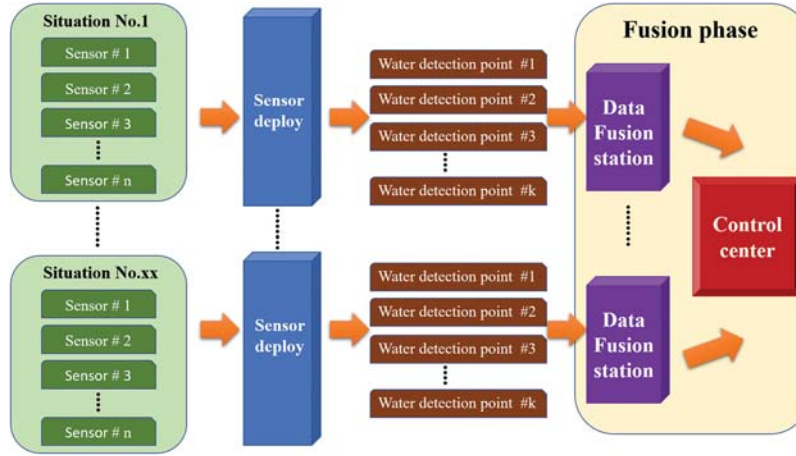 Situation No.1
Sensor # 1
Sensor # 2
Sensor # 3
Sensor # n
Sensor
deploy
Water detection point #1
Water detection point #2
Water detection point #3
Water detection point #k
Fusion phase
Data
Fusion
station
Control
center
Situation No.xx
Sensor # 1
Sensor # 2
Sensor # 3
Sensor # n
Sensor
deploy
Water detection point #1
Water detection point #2
Water detection point #3
Water detection point #k
Data
Fusion
station